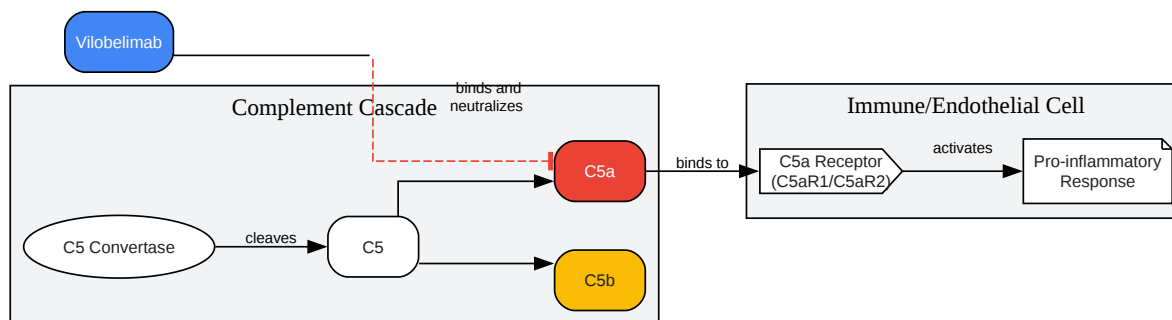 Vilobelimab
binds and
neutralizes
Complement Cascade
Immune/Endothelial Cell
C5a
binds to
C5a Receptor
(C5aR1/C5aR2)
activates
Pro-inflammatory
Response
C5 Convertase
cleaves
C5
C5b